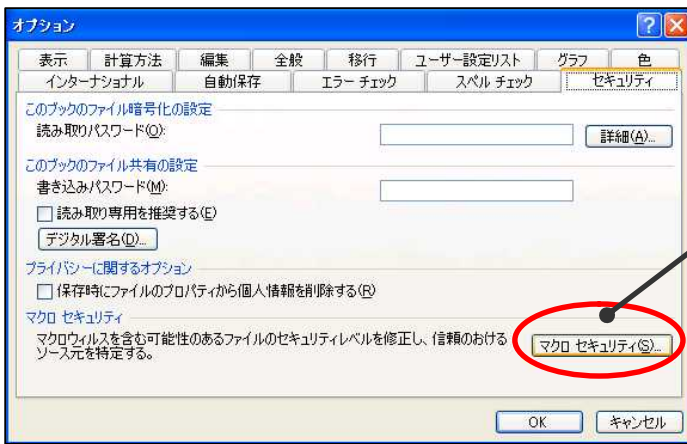 オプション
表示 計算方法 編集 全般 移行 ユーザー設定リスト グラフ 色
インターナショナル 自動保存 エラー チェック スペル チェック セキュリティ
このブックのファイル暗号化の設定
読み取りパスワード(O):
詳細(A)...
このブックのファイル共有の設定
書き込みパスワード(M):
読み取り専用を推奨する(E)
デジタル署名(D)...
プライバシーに関するオプション
保存時にファイルのプロパティから個人情報を削除する(R)
マクロ セキュリティ
マクロウィルスを含む可能性のあるファイルのセキュリティレベルを修正し、信頼のおける
ソース元を特定する。
マクロ セキュリティ(S)...
OK キャンセル